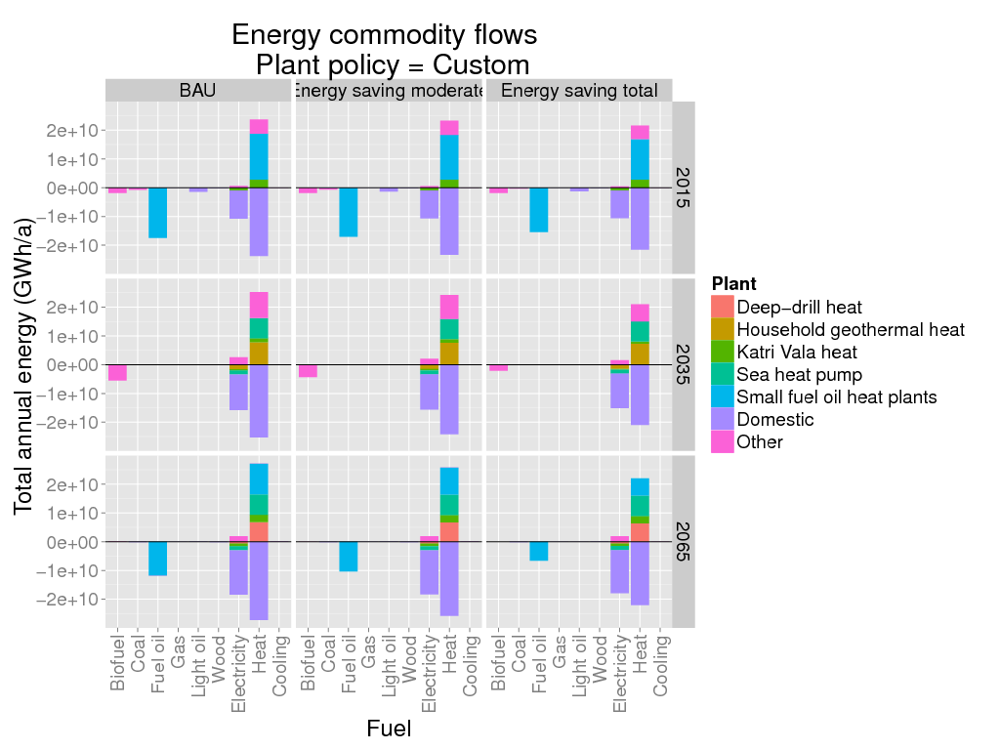 Energy commodity flows
Plant policy = Custom
BAU
Energy saving moderate
Energy saving total
2e+10
1e+10
0e+00
−1e+10
−2e+10
2015
2e+10
1e+10
0e+00
−1e+10
−2e+10
2035
2e+10
1e+10
0e+00
−1e+10
−2e+10
2065
Total annual energy (GWh/a)
Biofuel
Coal
Fuel oil
Gas
Light oil
Wood
Electricity
Heat
Cooling
Biofuel
Coal
Fuel oil
Gas
Light oil
Wood
Electricity
Heat
Cooling
Biofuel
Coal
Fuel oil
Gas
Light oil
Wood
Electricity
Heat
Cooling
Fuel
Plant
Deep−drill heat
Household geothermal heat
Katri Vala heat
Sea heat pump
Small fuel oil heat plants
Domestic
Other